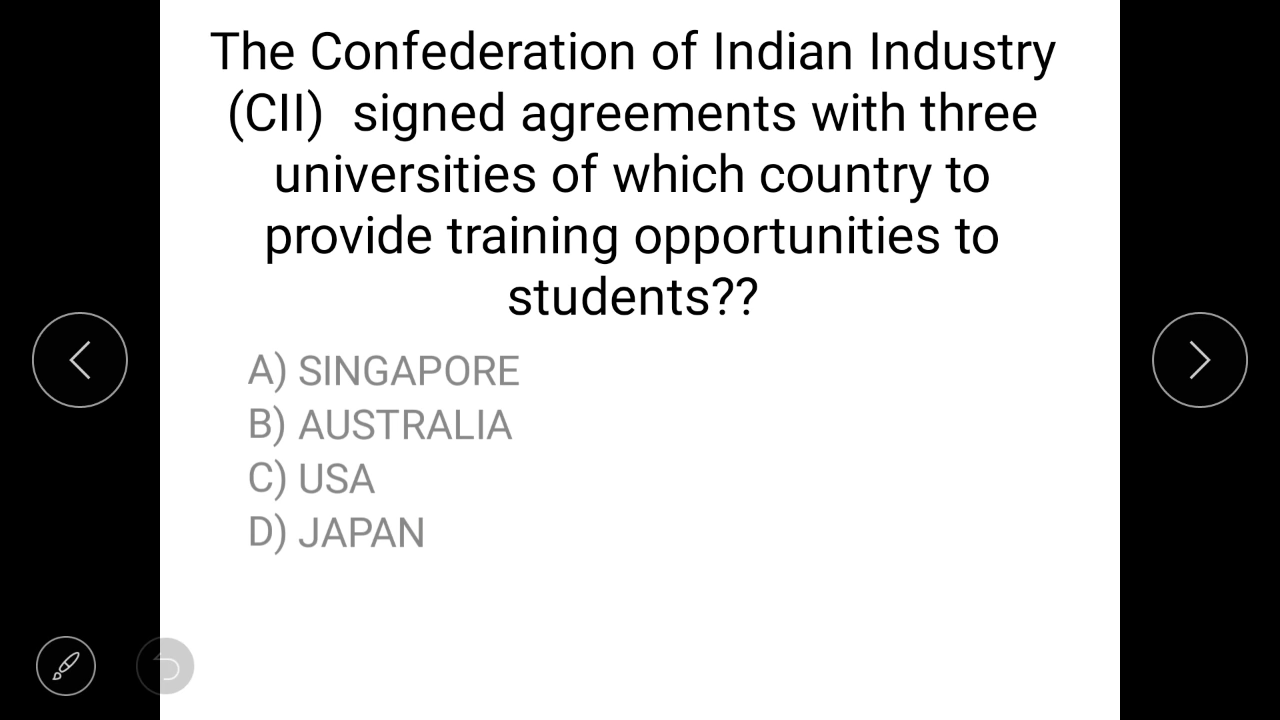 The Confederation of Indian Industry
(CII)  signed agreements with three
universities of which country to
provide training opportunities to
students??
A) SINGAPORE
B) AUSTRALIA
C) USA
D) JAPAN